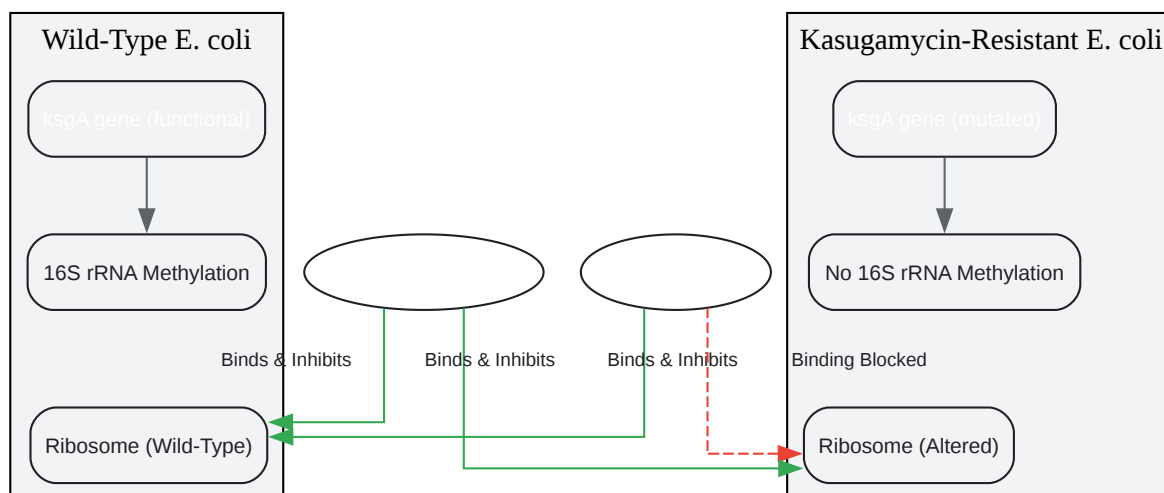 Wild-Type E. coli
Kasugamycin-Resistant E. coli
ksgA gene (functional)
ksgA gene (mutated)
16S rRNA Methylation
No 16S rRNA Methylation
Binds & Inhibits
Binds & Inhibits
Binds & Inhibits
Binding Blocked
Ribosome (Wild-Type)
Ribosome (Altered)